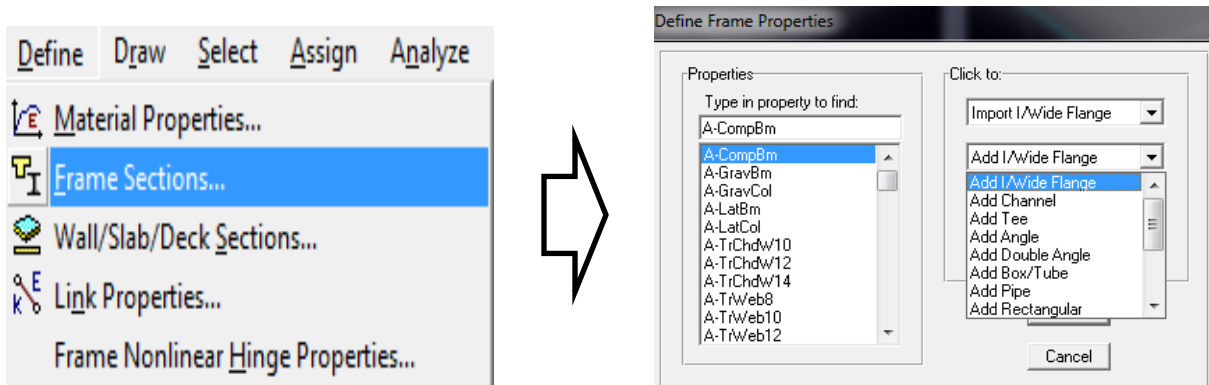 Define Draw Select Assign Analyze
E Material Properties...
Frame Sections...
Wall/Slab/Deck Sections...
E K Link Properties...
Frame Nonlinear Hinge Properties...
Define Frame Properties
Properties
Type in property to find:
A-CompBm
A-CompBm
A-GravBm
A-GravCol
A-LatBm
A-LatCol
A-TrChdW10
A-TrChdW12
A-TrChdW14
A-TrWeb8
A-TrWeb10
A-TrWeb12
Click to:
Import I/Wide Flange
Add I/Wide Flange
Add I/Wide Flange
Add Channel
Add Tee
Add Angle
Add Double Angle
Add Box/Tube
Add Pipe
Add Rectangular
Cancel